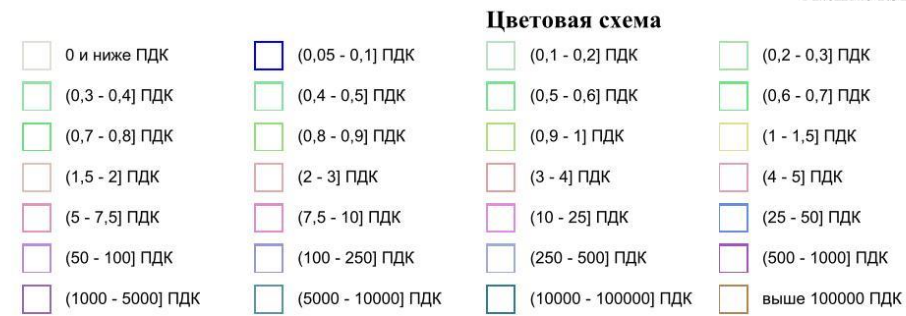 Цветовая схема
0 и ниже ПДК (0,05 - 0,1] ПДК (0,1 - 0,2] ПДК (0,2 - 0,3] ПДК
(0,3 - 0,4] ПДК (0,4 - 0,5] ПДК (0,5 - 0,6] ПДК (0,6 - 0,7] ПДК
(0,7 - 0,8] ПДК (0,8 - 0,9] ПДК (0,9 - 1] ПДК (1 - 1,5] ПДК
(1,5 - 2] ПДК (2 - 3] ПДК (3 - 4] ПДК (4 - 5] ПДК
(5 - 7,5] ПДК (7,5 - 10] ПДК (10 - 25] ПДК (25 - 50] ПДК
(50 - 100] ПДК (100 - 250] ПДК (250 - 500] ПДК (500 - 1000] ПДК
(1000 - 5000] ПДК (5000 - 10000] ПДК (10000 - 100000] ПДК выше 100000 ПДК